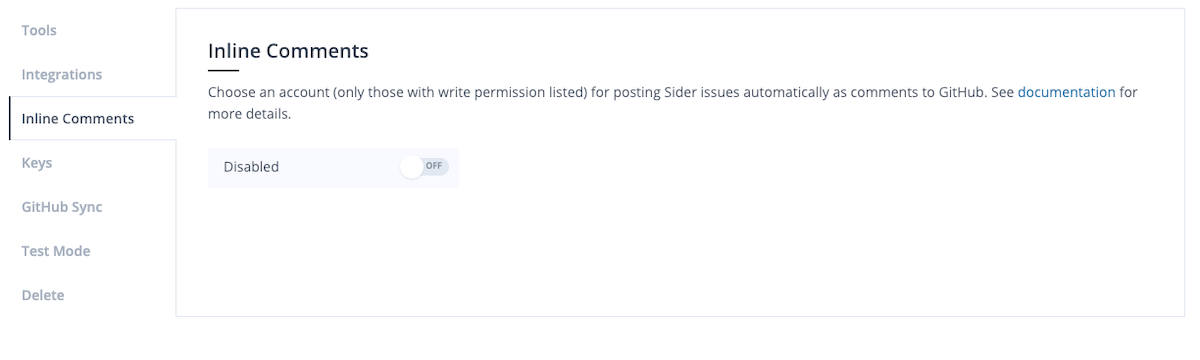 Tools
Integrations
Inline Comments
Keys
GitHub Sync
Test Mode
Delete
Inline Comments
Choose an account (only those with write permission listed) for posting Sider issues automatically as comments to GitHub. See documentation for
more details.
Disabled
OFF